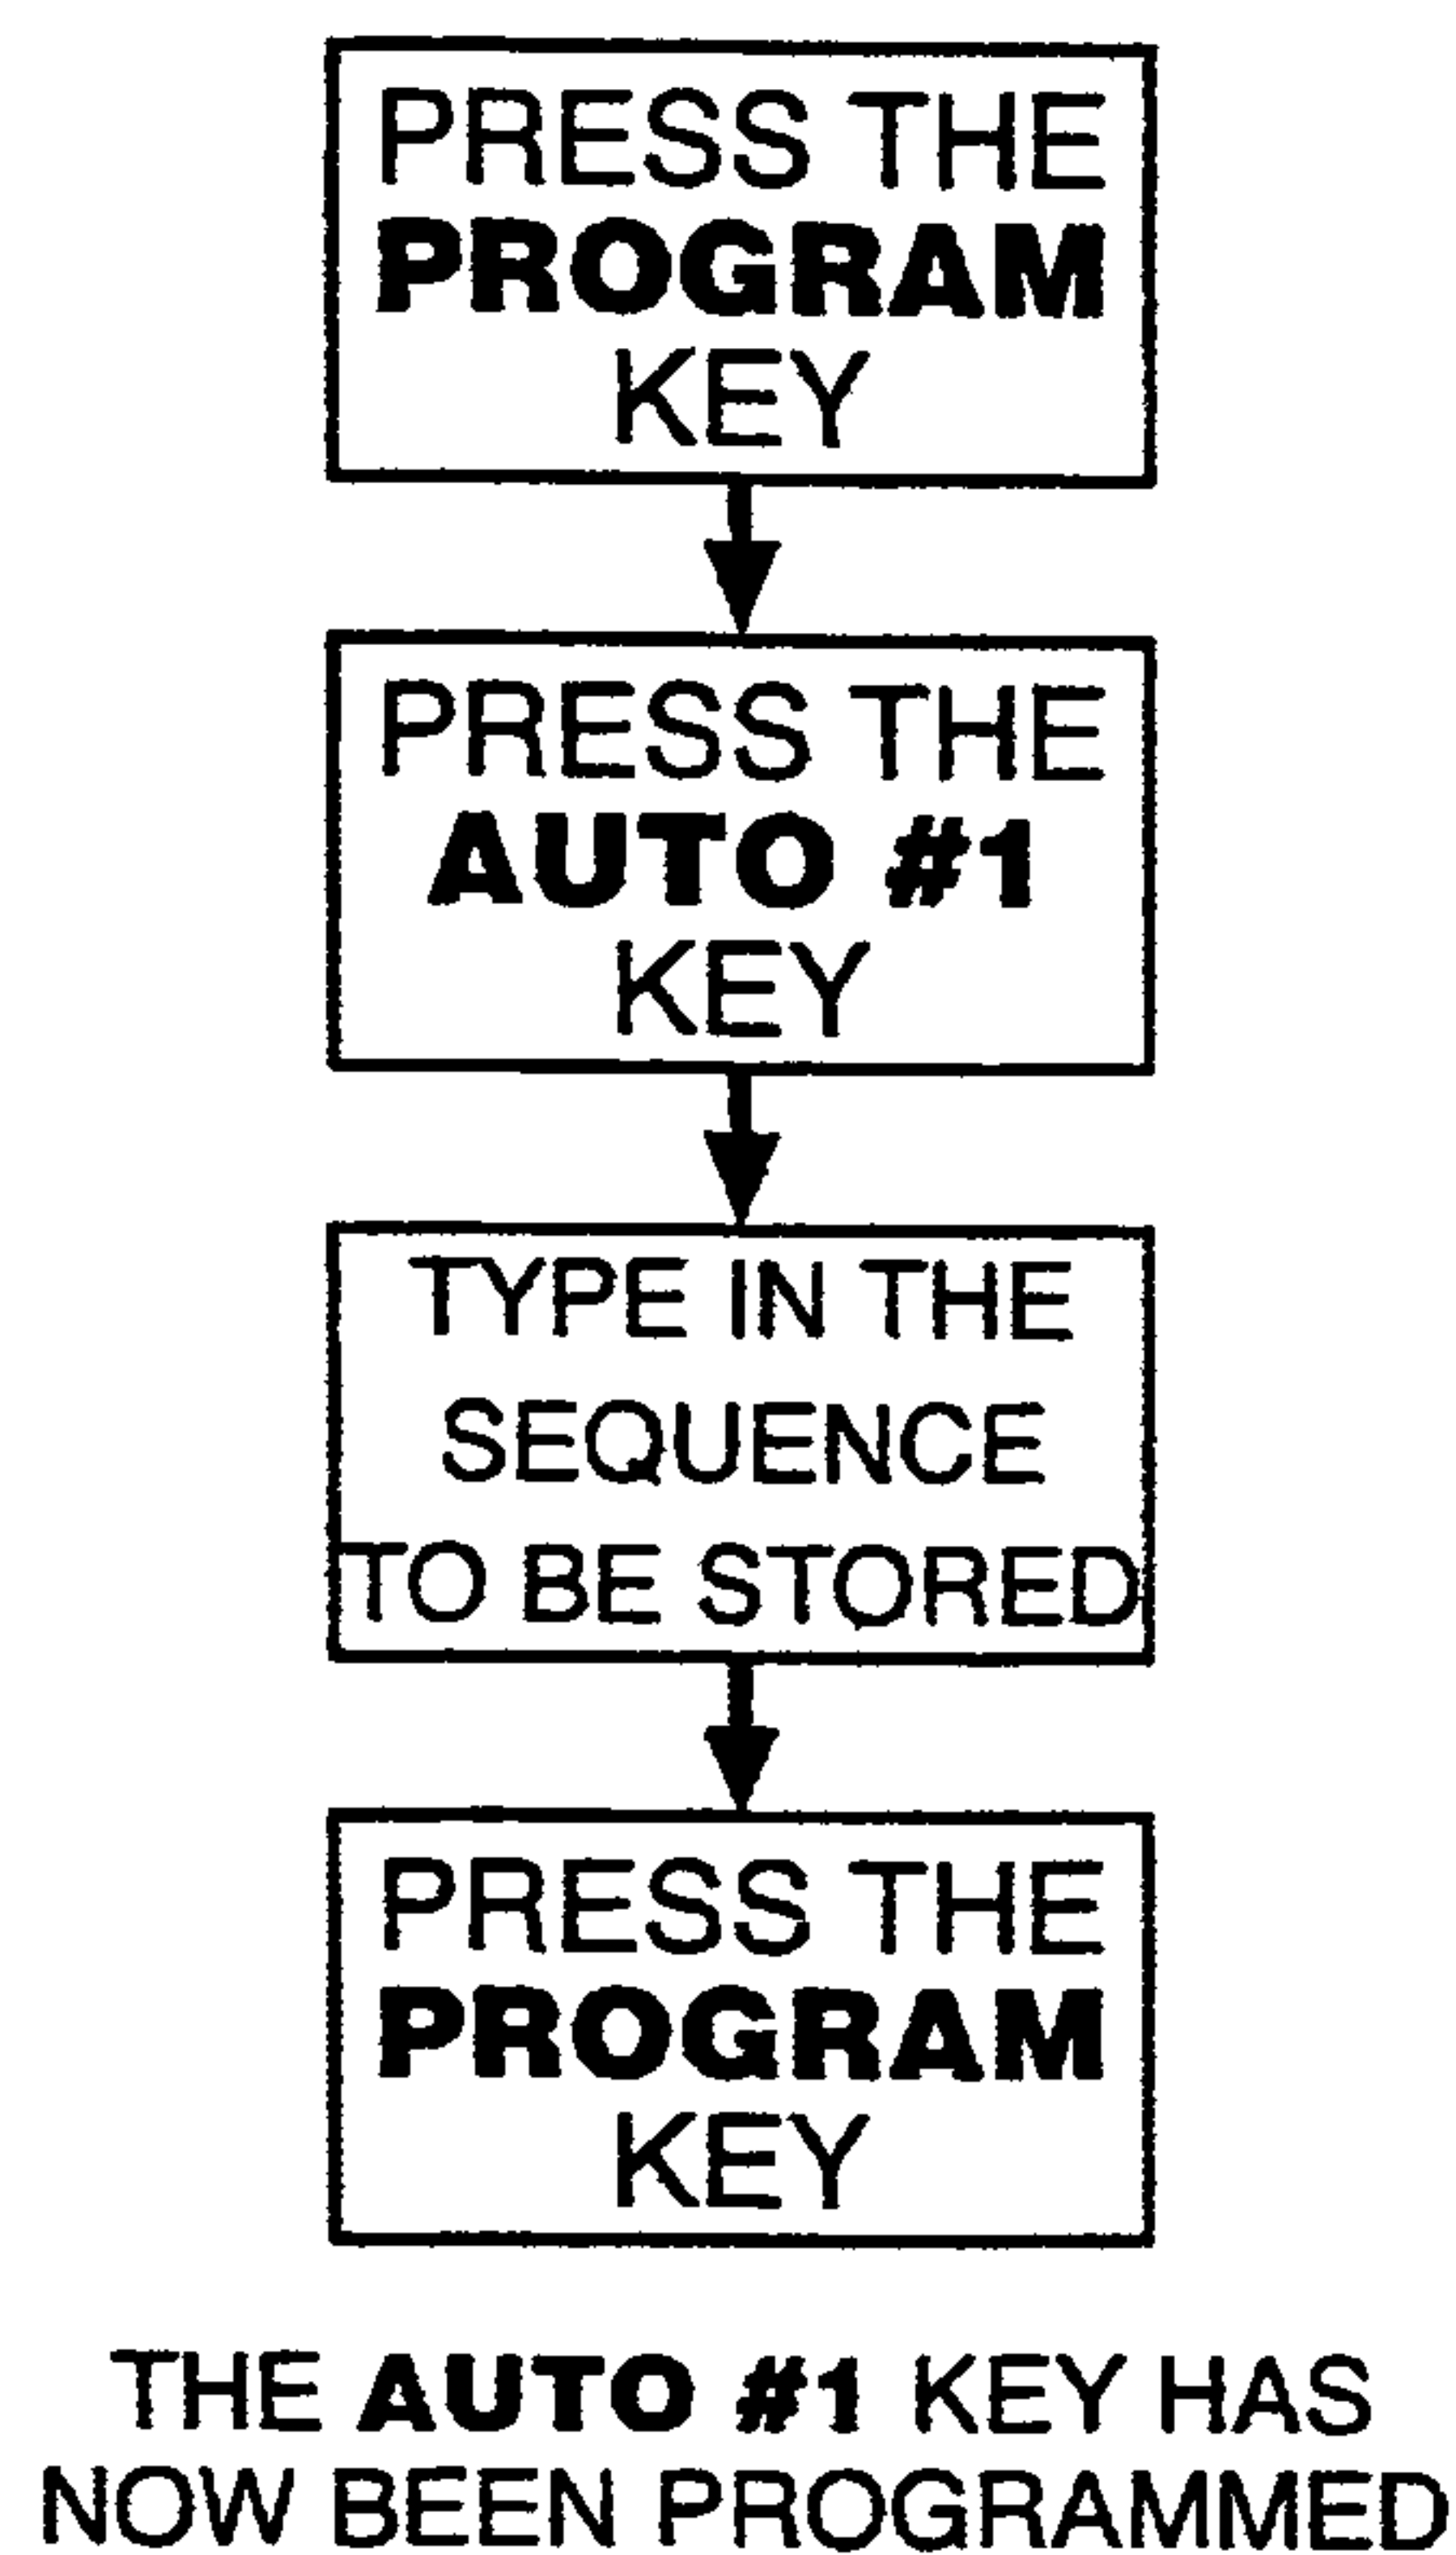 PRESS THE
PROGRAM
KEY
PRESS THE
AUTO #1
KEY
TYPE IN THE
SEQUENCE
TO BE STORED
PRESS THE
PROGRAM
KEY
THE AUTO #1 KEY HAS
NOW BEEN PROGRAMMED